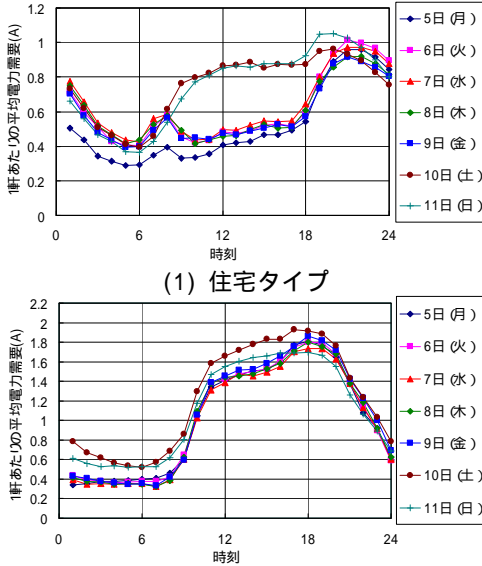 1軒あたりの平均電力需要(A)
1.2
1
0.8
0.6
0.4
0.2
0
0
6
12
18
24
時刻
5日(月)
6日(火)
7日(水)
8日(木)
9日(金)
10日(土)
11日(日)
(1) 住宅タイプ
1軒あたりの平均電力需要(A)
2.2
2
1.8
1.6
1.4
1.2
1
0.8
0.6
0.4
0.2
0
0
6
12
18
24
時刻
5日(月)
6日(火)
7日(水)
8日(木)
9日(金)
10日(土)
11日(日)